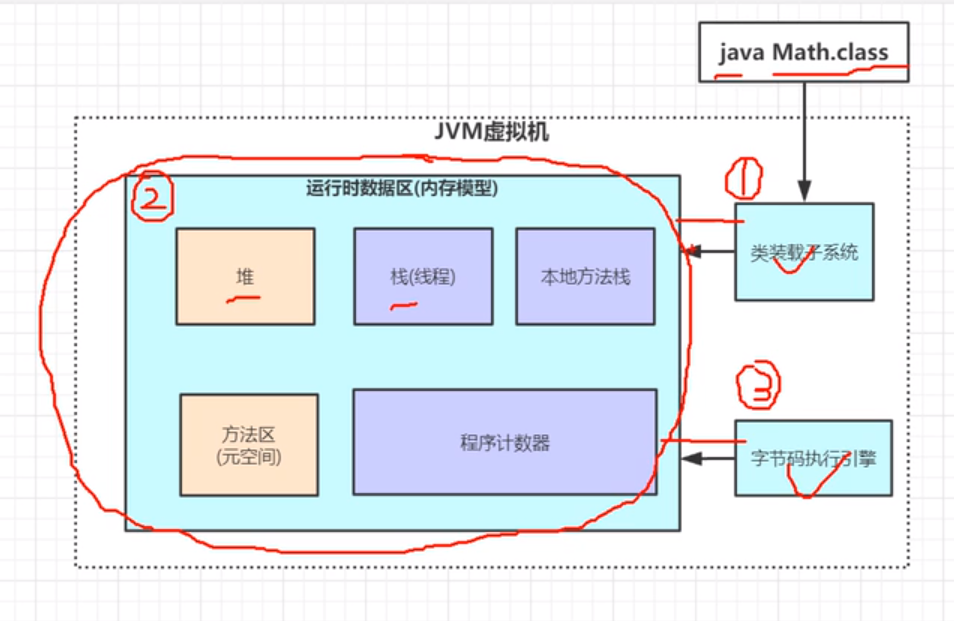 java Math.class
JVM虚拟机
①
②
运行时数据区(内存模型)
堆
栈(线程)
本地方法栈
类装载子系统
③
方法区
(元空间)
程序计数器
字节码执行引擎